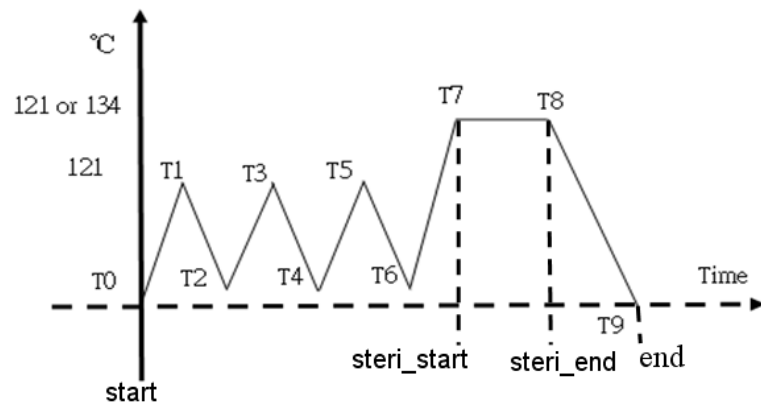 °C
121 or 134
T7
T8
121
T1
T3
T5
T0
T2
T4
T6
Time
T9
steri_start
steri_end
end
start